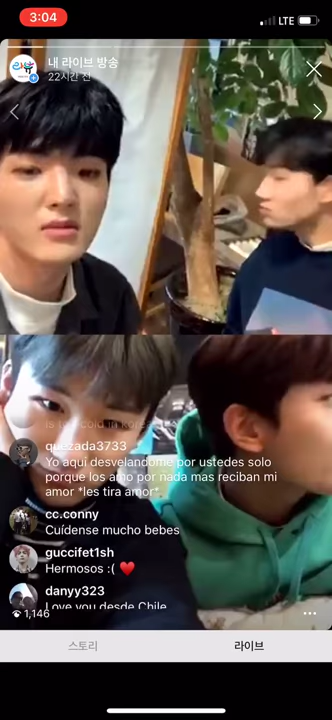 3:04
LTE
라뷰
내 라이브 방송
22시간 전
quezada3733
Yo aqui desvelandome por ustedes solo
porque los amo por nada mas reciban mi
amor *les tira amor*
cc.conny
Cuídense mucho bebes
guccifet1sh
Hermosos :( ❤️
danyy323
Love you desde Chile
1,146
스토리
라이브